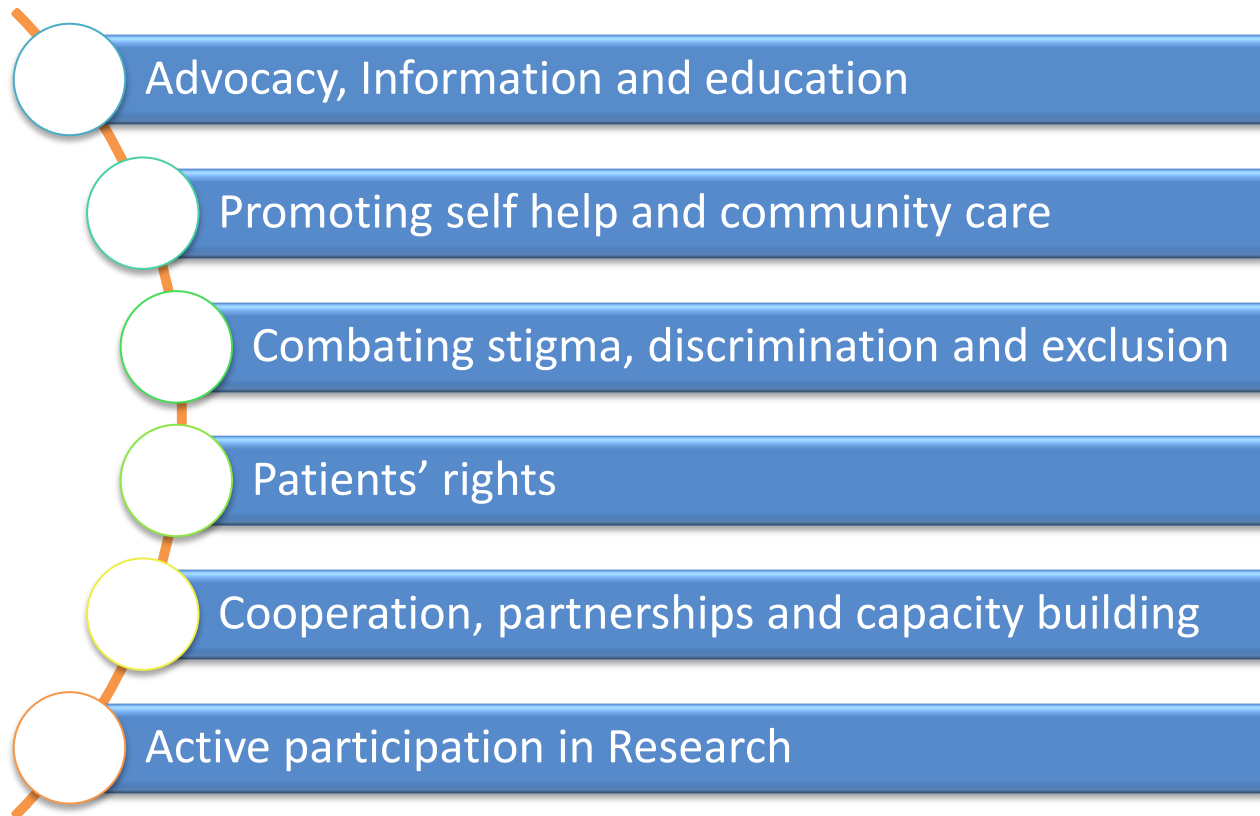 Advocacy, Information and education
Promoting self help and community care
Combating stigma, discrimination and exclusion
Patients’ rights
Cooperation, partnerships and capacity building
Active participation in Research